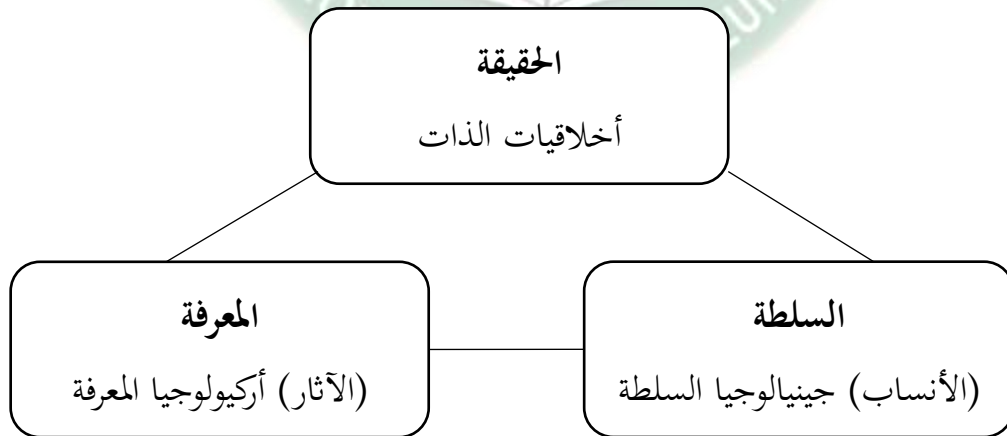 الحقيقة
أخلاقيات الذات
السلطة
(الأنساب) جينيالوجيا السلطة
المعرفة
(الآثار) أركيولوجيا المعرفة